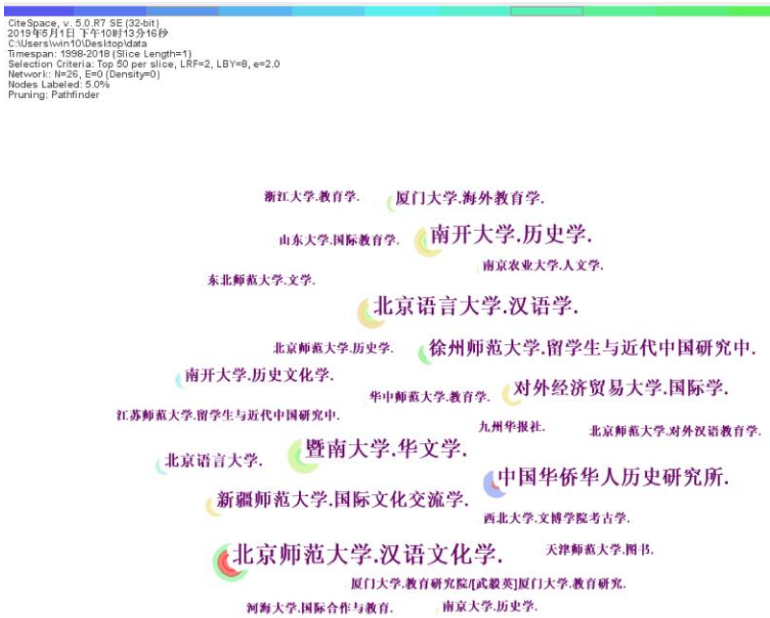 CiteSpace, v. 5.0.R7 SE (32-bit)
2019年5月1日 下午10时13分16秒
C:\Users\win10\Desktop\data
Timespan: 1998-2018 (Slice Length=1)
Selection Criteria: Top 50 per slice, LRF=2, LBY=8, e=2.0
Network: N=26, E=0 (Density=0)
Nodes Labeled: 5.0%
Pruning: Pathfinder
浙江大学.教育学.
厦门大学.海外教育学.
南开大学.历史学.
山东大学.国际教育学.
南京农业大学.人文学.
东北师范大学.文学.
北京语言大学.汉语学.
北京师范大学.历史学.
徐州师范大学.留学生与近代中国研究中.
南开大学.历史文化学.
对外经济贸易大学.国际学.
华中师范大学.教育学.
江苏师范大学.留学生与近代中国研究中.
九州华报社.
北京师范大学.对外汉语教育学.
暨南大学.华文学.
北京语言大学.
中国华侨华人历史研究所.
新疆师范大学.国际文化交流学.
西北大学.文博学院考古学.
北京师范大学.汉语文化学.
天津师范大学.图书.
厦门大学.教育研究院/[武毅英]厦门大学.教育研究.
河海大学.国际合作与教育.
南京大学.历史学.